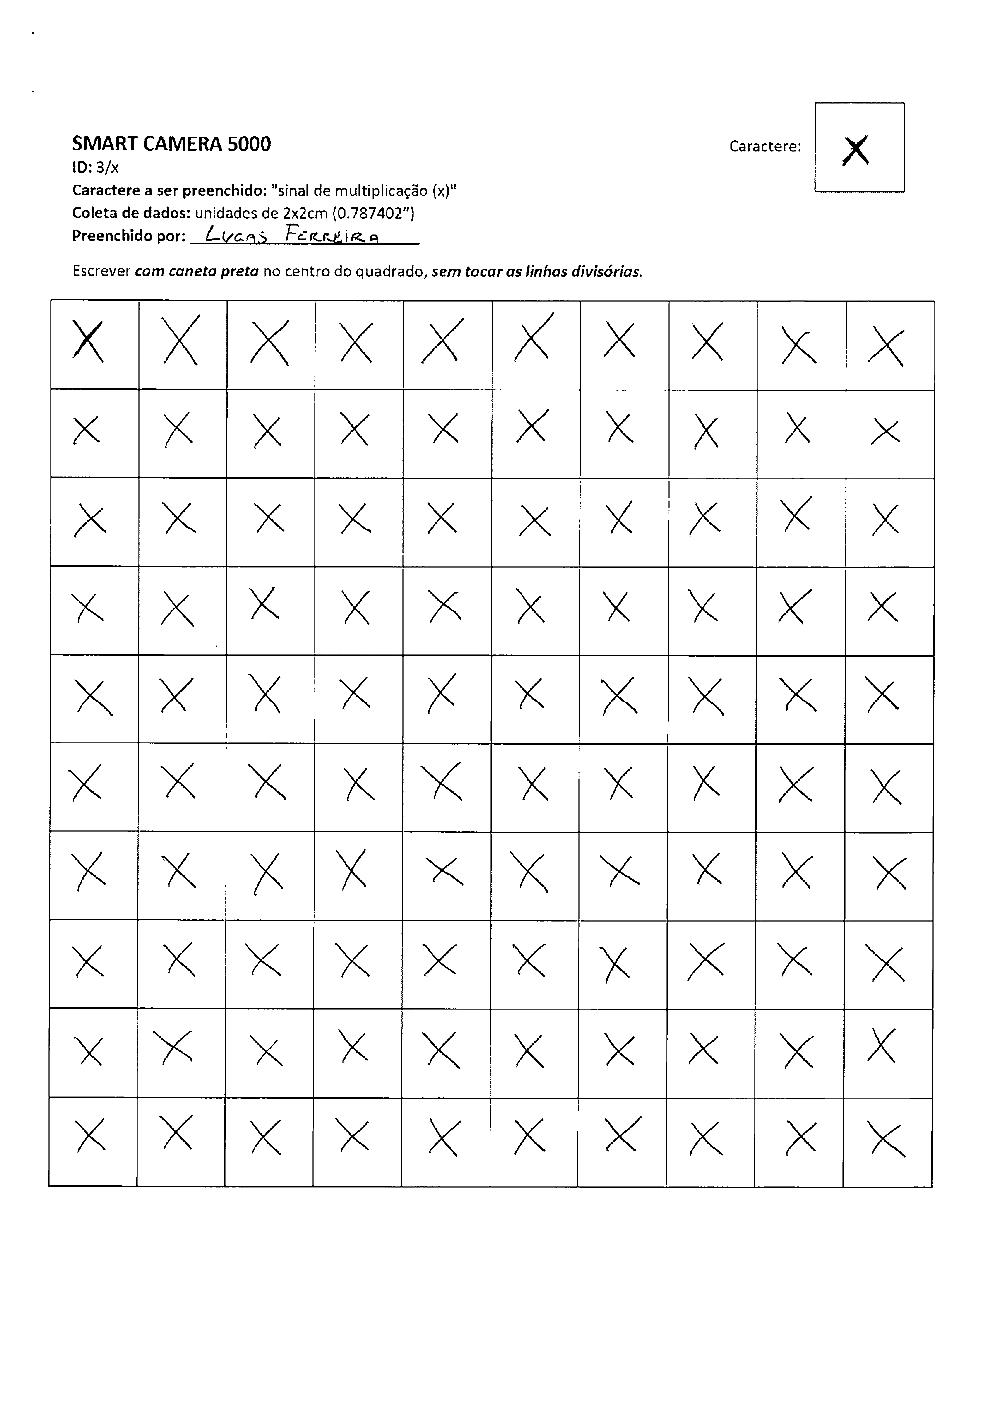 SMART CAMERA 5000
Caractere: X
ID: 3/x
Caractere a ser preenchido: "sinal de multiplicação (x)"
Coleta de dados: unidades de 2x2cm (0.787402")
Preenchido por: Lucas Ferreira
Escrever com caneta preta no centro do quadrado, sem tocar as linhas divisórias.
X X X X X X X X X X
X X X X X X X X X X
X X X X X X X X X X
X X X X X X X X X X
X X X X X X X X X X
X X X X X X X X X X
X X X X X X X X X X
X X X X X X X X X X
X X X X X X X X X X
X X X X X X X X X X